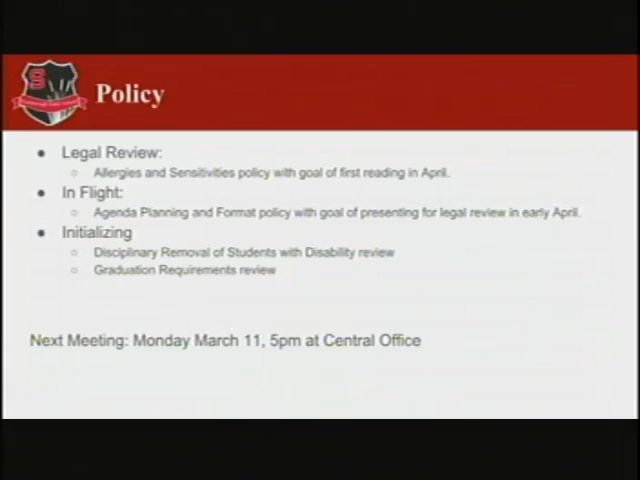 S
Policy
● Legal Review:
○ Allergies and Sensitivities policy with goal of first reading in April.
● In Flight:
○ Agenda Planning and Format policy with goal of presenting for legal review in early April.
● Initializing
○ Disciplinary Removal of Students with Disability review
○ Graduation Requirements review
Next Meeting: Monday March 11, 5pm at Central Office